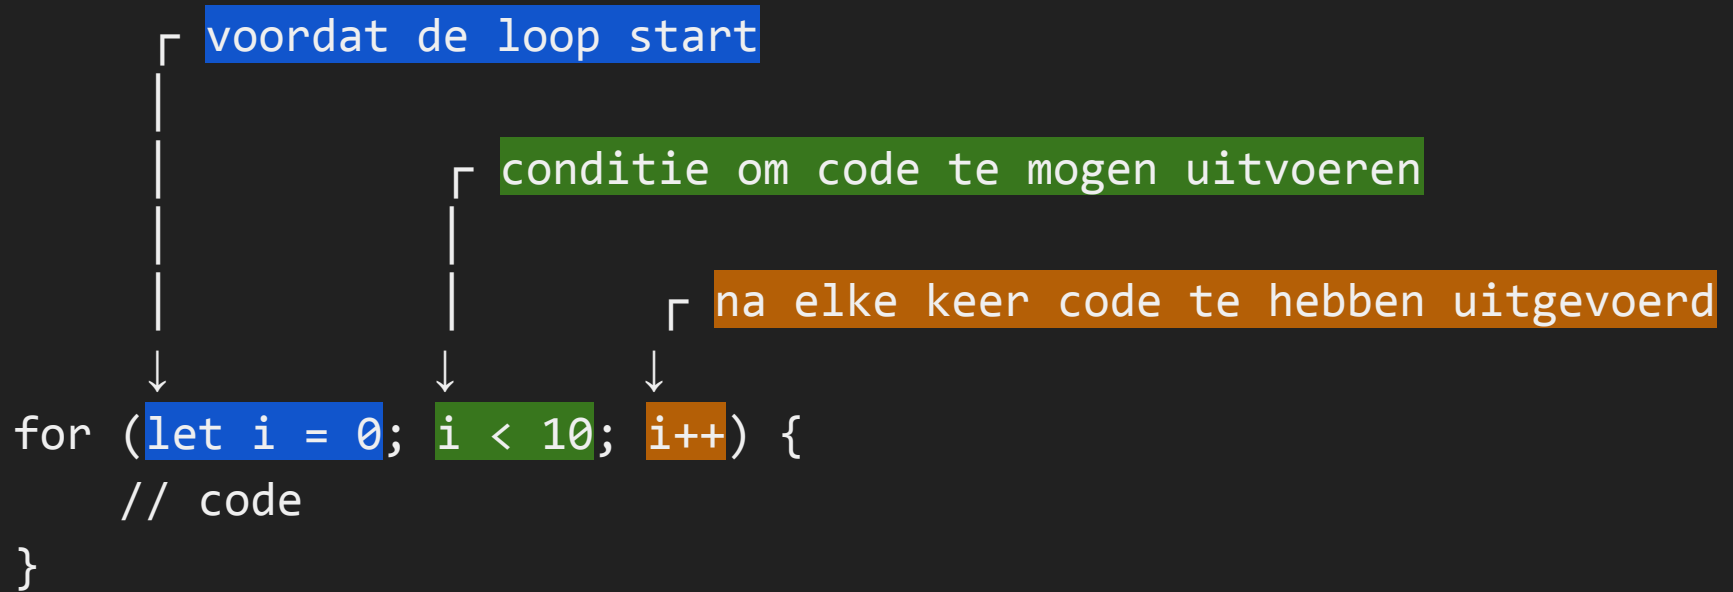 voordat de loop start
conditie om code te mogen uitvoeren
na elke keer code te hebben uitgevoerd
for (let i = 0; i < 10; i++) {
// code
}